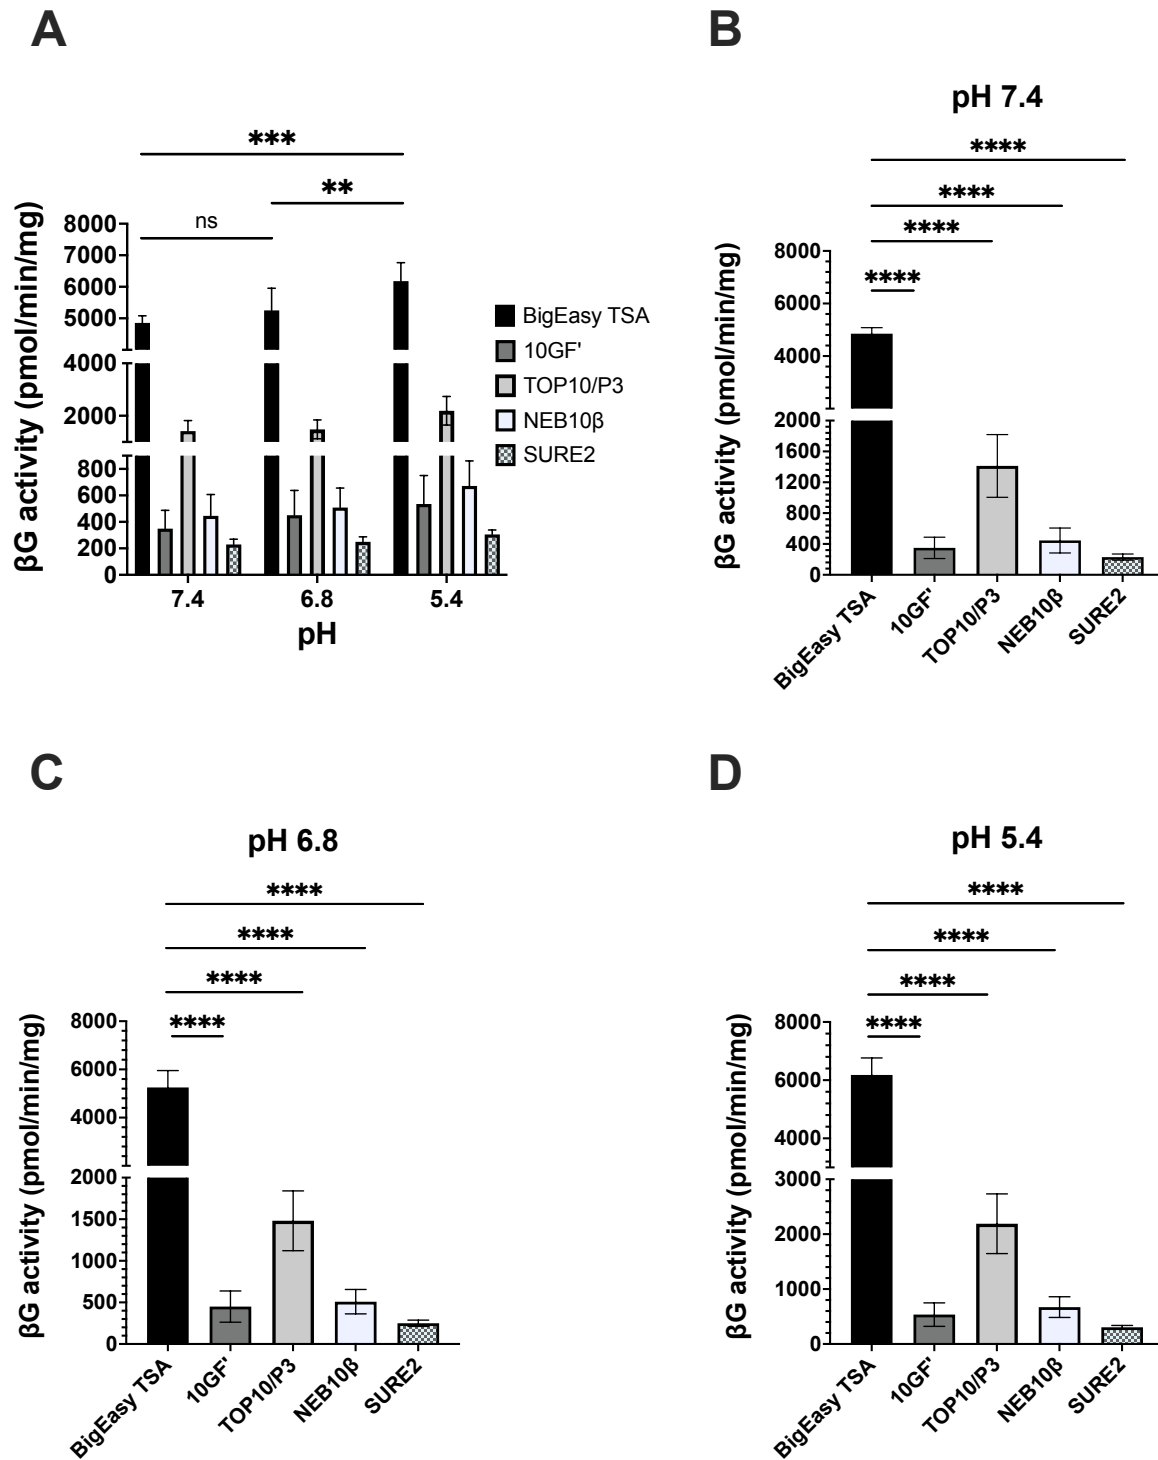 A
***
**
ns
βG activity (pmol/min/mg)
8000
7000
6000
5000
4000
2000
800
600
400
200
0
7.4
6.8
5.4
pH
BigEasy TSA
10GF'
TOP10/P3
NEB10β
SURE2
B
pH 7.4
****
****
****
****
βG activity (pmol/min/mg)
8000
6000
4000
2000
1600
1200
800
400
0
BigEasy TSA
10GF'
TOP10/P3
NEB10β
SURE2
C
pH 6.8
****
****
****
****
βG activity (pmol/min/mg)
8000
6000
4000
2000
1500
1000
500
0
BigEasy TSA
10GF'
TOP10/P3
NEB10β
SURE2
D
pH 5.4
****
****
****
****
βG activity (pmol/min/mg)
8000
6000
4000
3000
2000
1000
0
BigEasy TSA
10GF'
TOP10/P3
NEB10β
SURE2